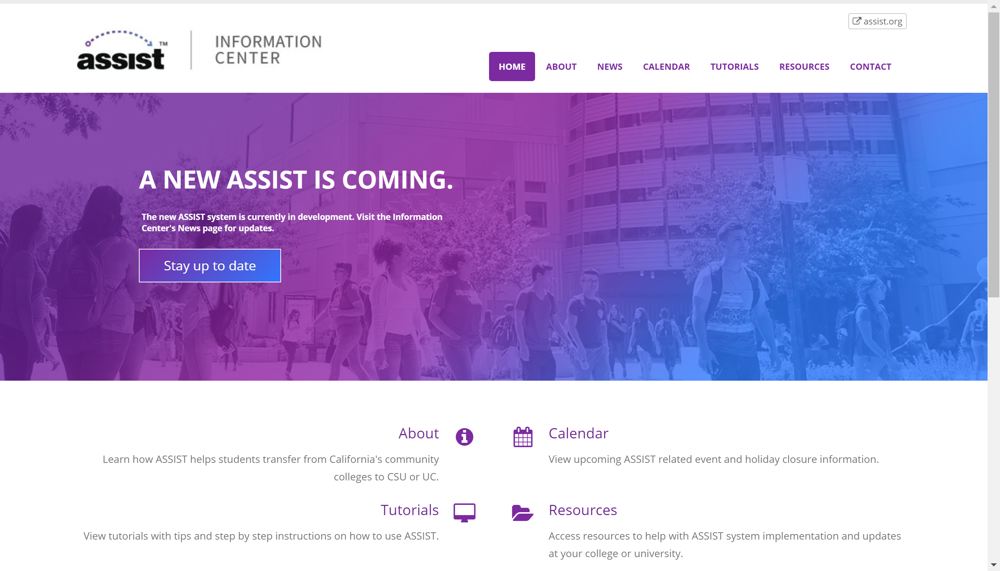 assist.org
assist™
INFORMATION
CENTER
HOME ABOUT NEWS CALENDAR TUTORIALS RESOURCES CONTACT
A NEW ASSIST IS COMING.
The new ASSIST system is currently in development. Visit the Information
Center's News page for updates.
Stay up to date
About
Learn how ASSIST helps students transfer from California's community
colleges to CSU or UC.
Calendar
View upcoming ASSIST related event and holiday closure information.
Tutorials
View tutorials with tips and step by step instructions on how to use ASSIST.
Resources
Access resources to help with ASSIST system implementation and updates
at your college or university.